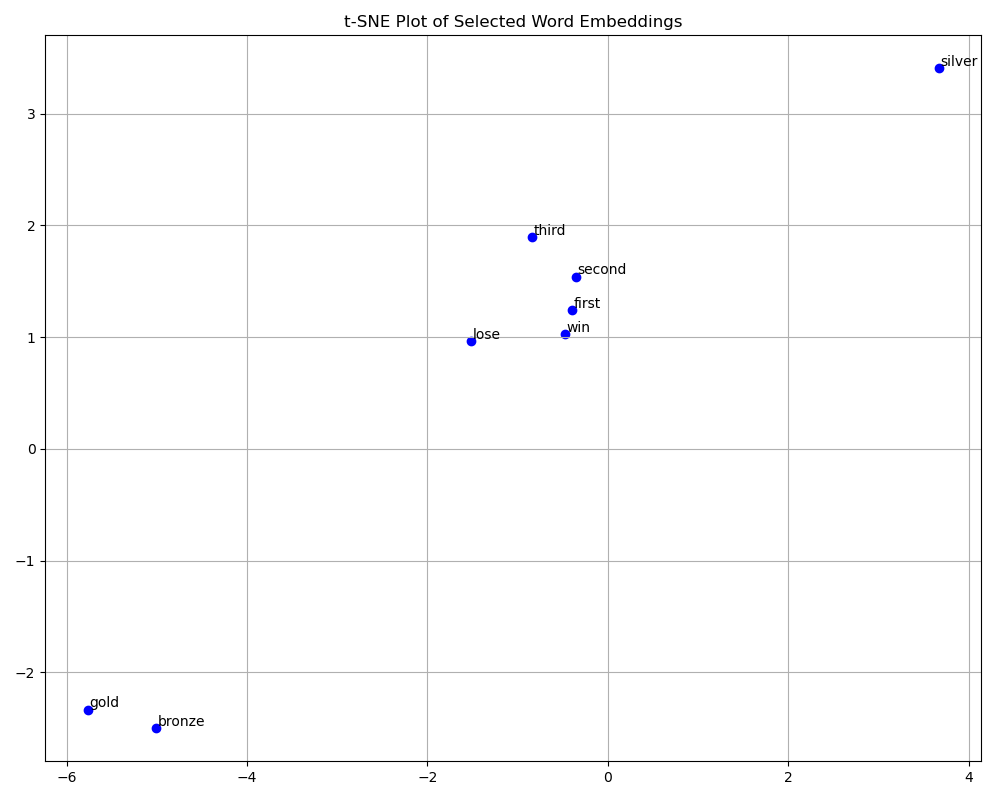 t-SNE Plot of Selected Word Embeddings
silver
3
2
third
second
first
win
1
lose
0
−1
−2
gold
bronze
−6
−4
−2
0
2
4